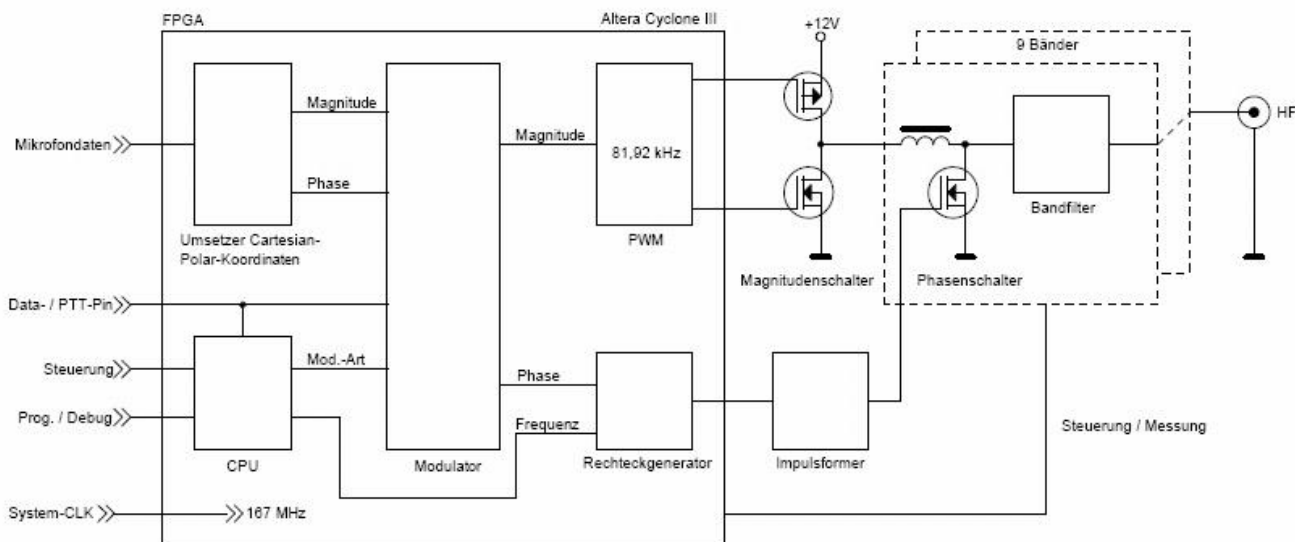 FPGA
Altera Cyclone III
+12V
9 Bänder
Magnitude
Mikrofondaten
Magnitude
81,92 kHz
HF
Phase
Bandfilter
Umsetzer Cartesian-
Polar-Koordinaten
PWM
Magnitudenschalter
Phasenschalter
Data- / PTT-Pin
Steuerung
Mod.-Art
Phase
Prog. / Debug
Frequenz
Steuerung / Messung
CPU
Modulator
Rechteckgenerator
Impulsformer
System-CLK
167 MHz